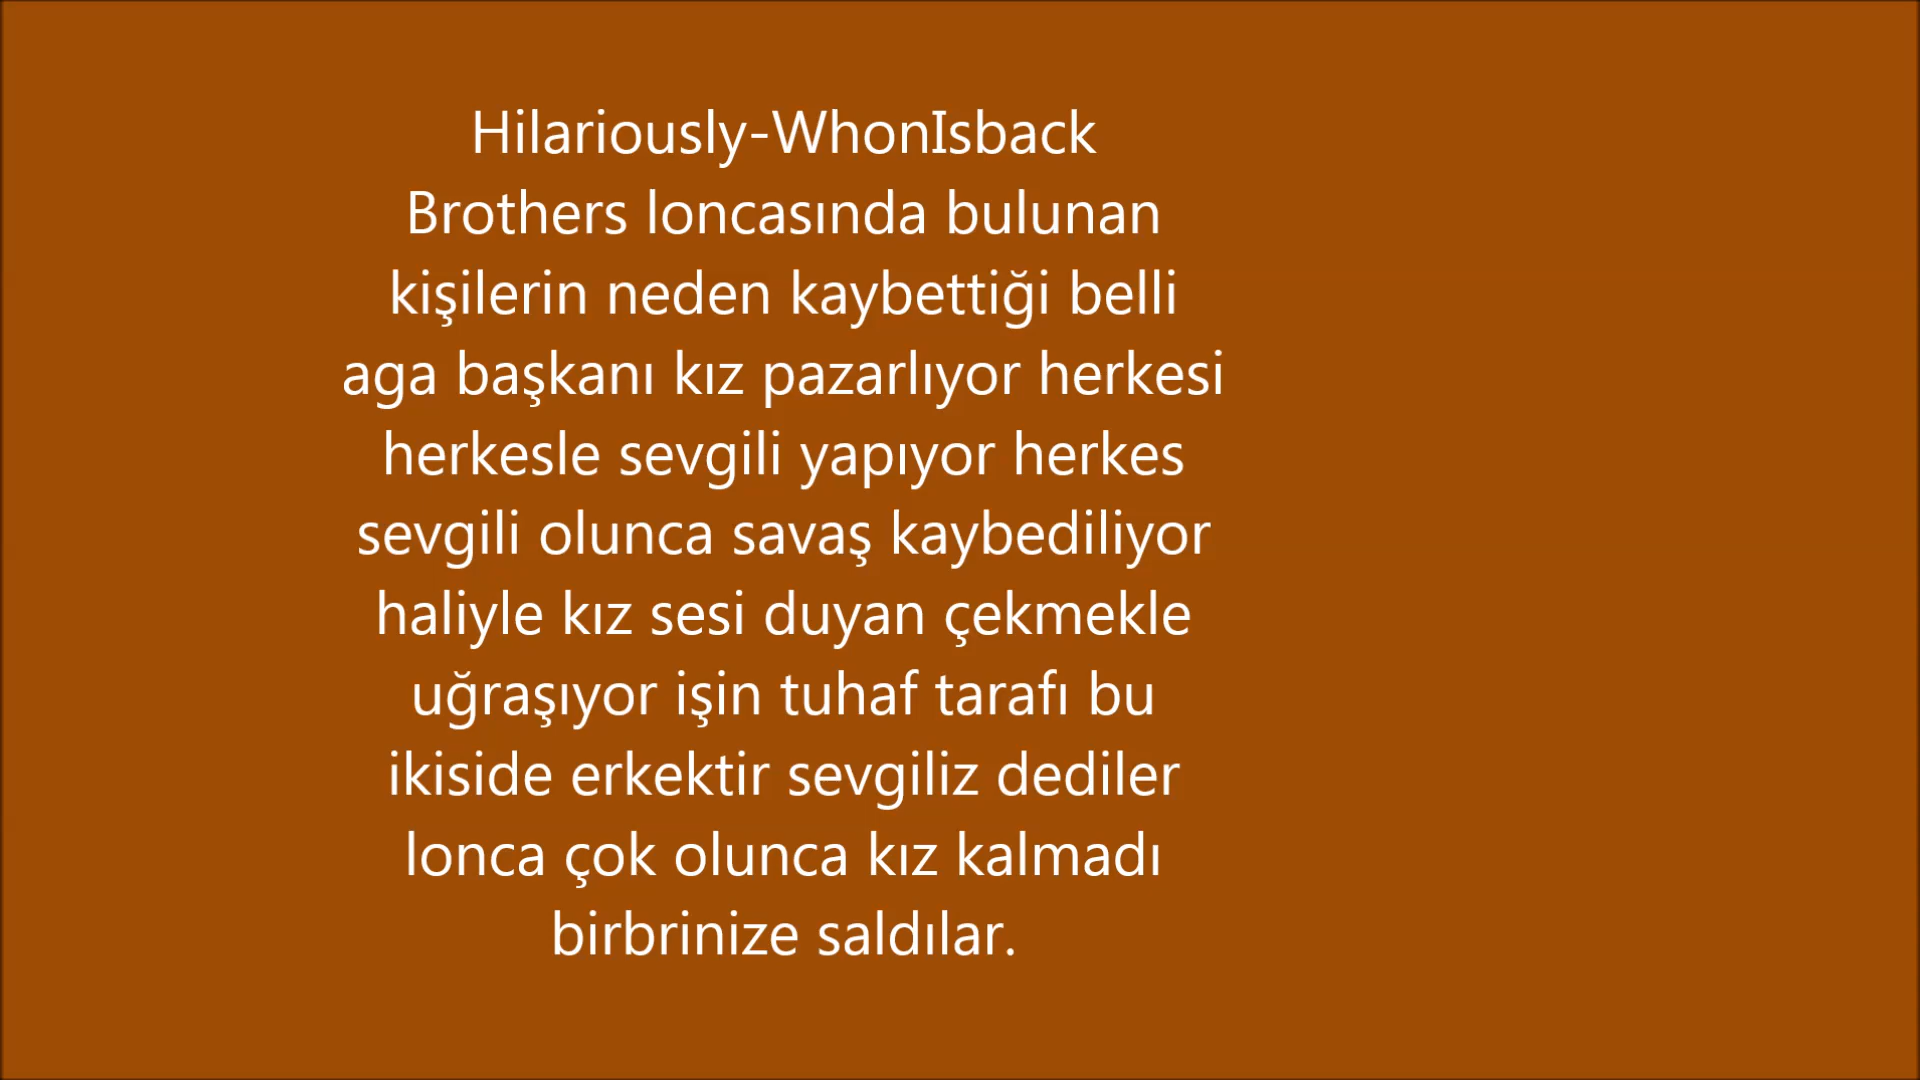 Hilariously-WhonIsback
Brothers loncasında bulunan
kişilerin neden kaybettiği belli
aga başkanı kız pazarlıyor herkesi
herkesle sevgili yapıyor herkes
sevgili olunca savaş kaybediliyor
haliyle kız sesi duyan çekmekle
uğraşıyor işin tuhaf tarafı bu
ikiside erkektir sevgiliz dediler
lonca çok olunca kız kalmadı
birbrinize saldılar.